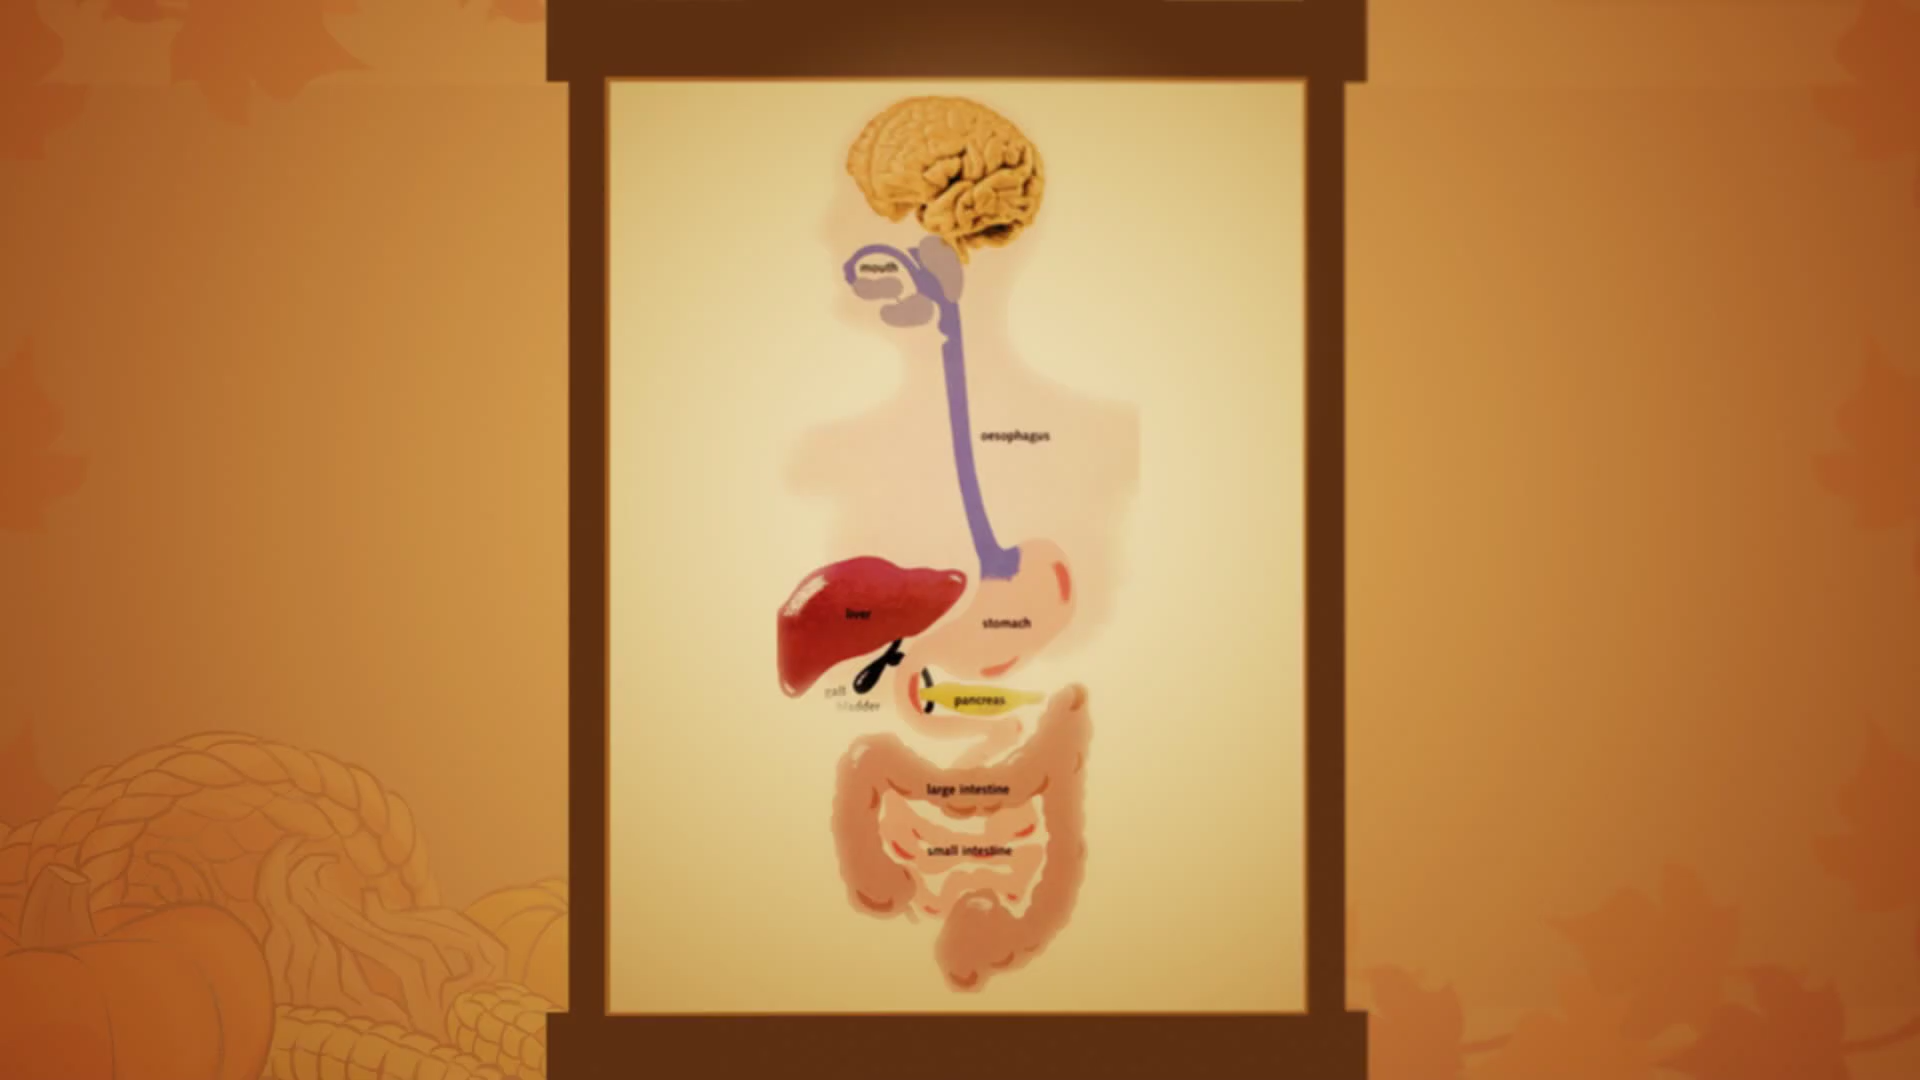 mouth
oesophagus
liver
stomach
gall
bladder
pancreas
large intestine
small intestine